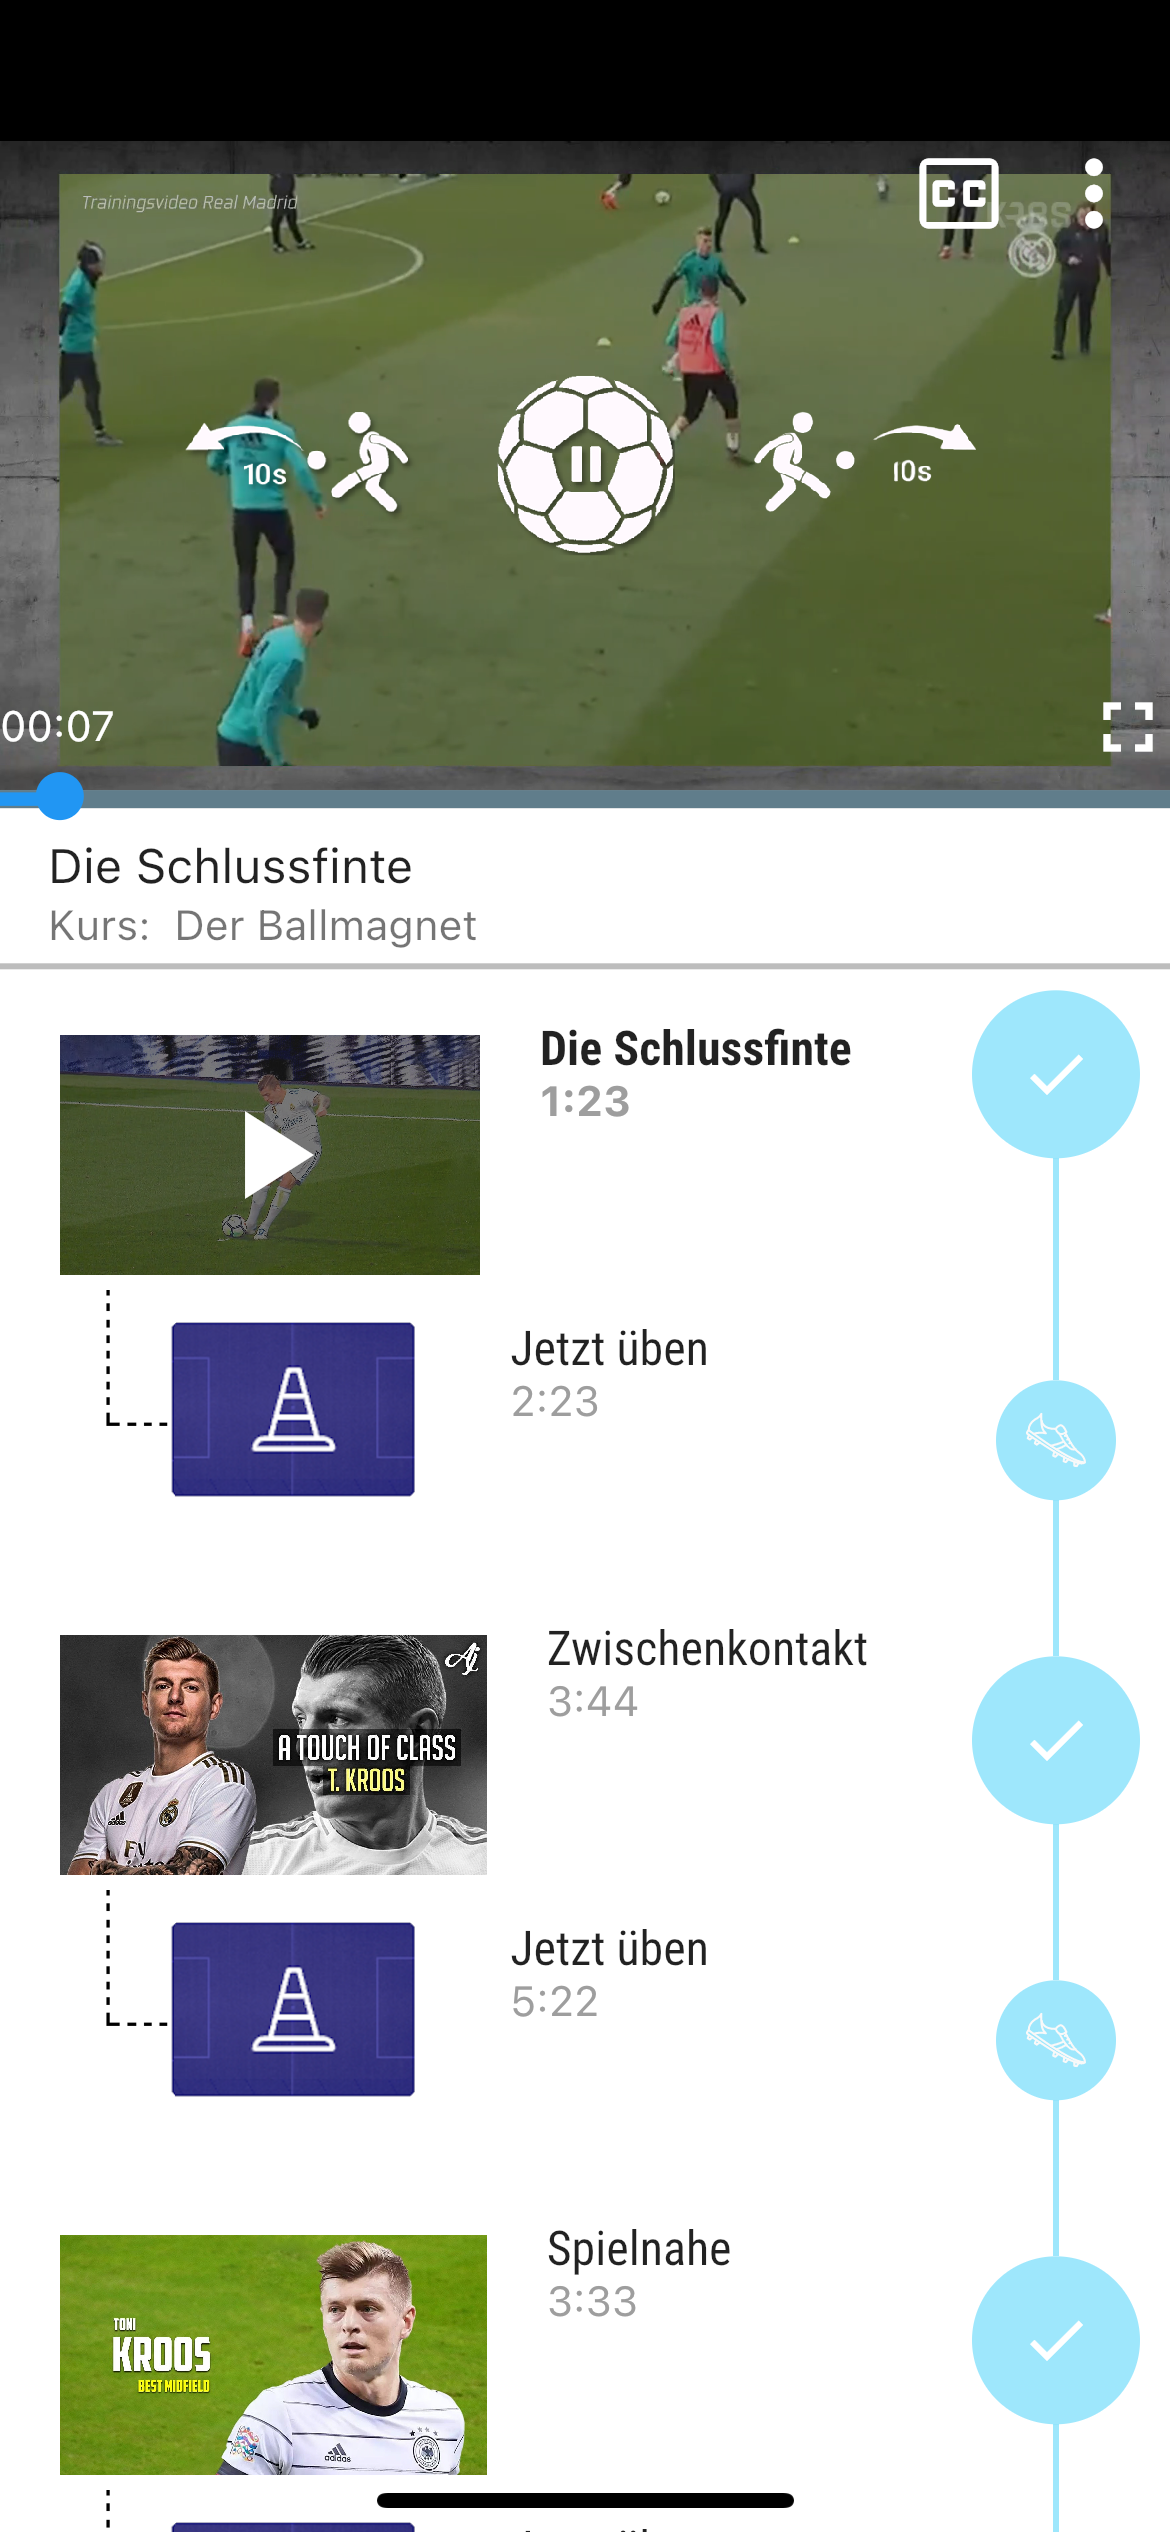 Trainingsvideo Real Madrid
CC
10s
10s
00:07
Die Schlussfinte
Kurs: Der Ballmagnet
Die Schlussfinte
1:23
Jetzt üben
2:23
Zwischenkontakt
3:44
A TOUCH OF CLASS
T. KROOS
Jetzt üben
5:22
Spielnahe
3:33
TONI
KROOS
BEST MIDFIELD
adidas